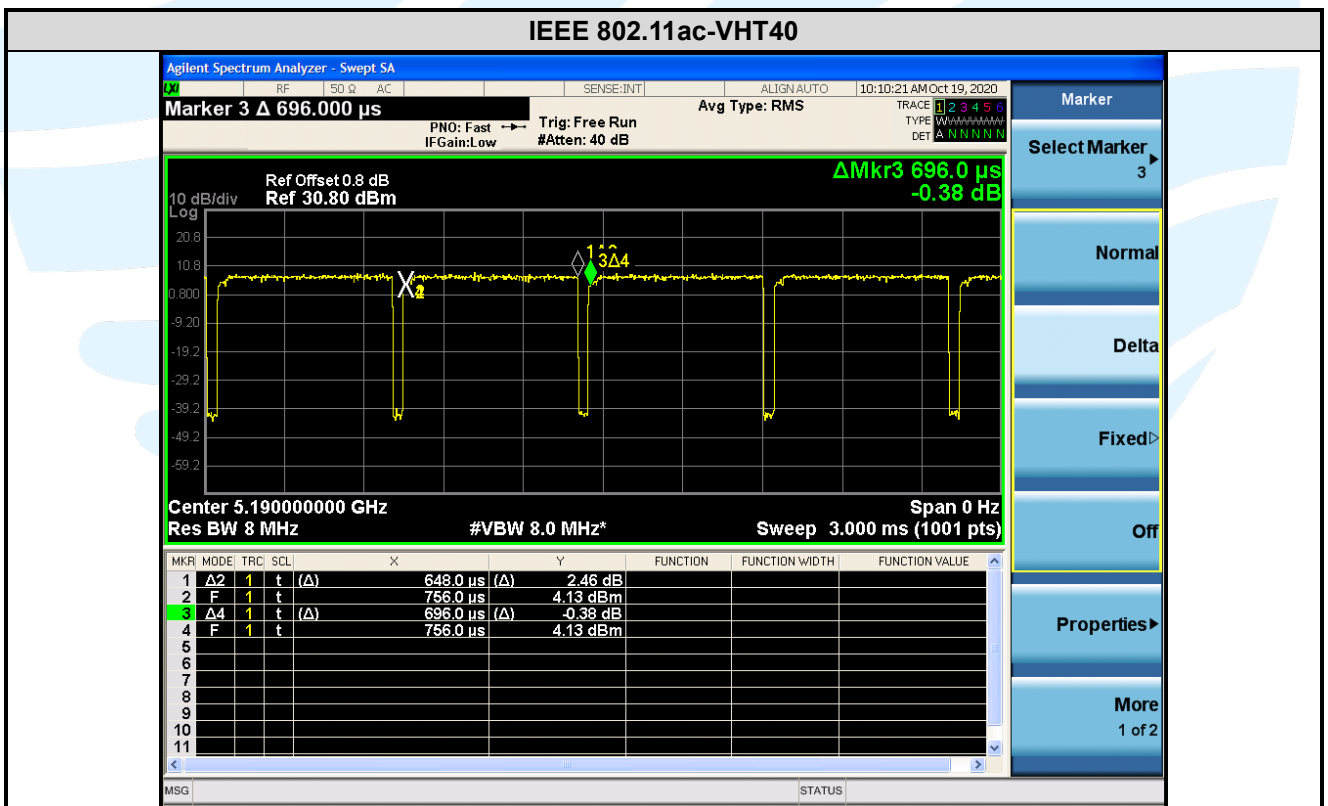 IEEE 802.11ac-VHT40
Agilent Spectrum Analyzer - Swept SA
LXI RF 50 Ω AC SENSE:INT ALIGN AUTO 10:10:21 AM Oct 19, 2020
Marker 3 Δ 696.000 µs
PNO: Fast
IFGain:Low
Trig: Free Run
#Atten: 40 dB
Avg Type: RMS
TRACE 1 2 3 4 5 6
TYPE W
DET A N N N N N
ΔMkr3 696.0 µs
-0.38 dB
Ref Offset 0.8 dB
10 dB/div Ref 30.80 dBm
Log
20.8
10.8
0.800
-9.20
-19.2
-29.2
-39.2
-49.2
-59.2
3Δ4
Center 5.190000000 GHz Span 0 Hz
Res BW 8 MHz #VBW 8.0 MHz* Sweep 3.000 ms (1001 pts)
MKR MODE TRC SCL X Y FUNCTION FUNCTION WIDTH FUNCTION VALUE
1 Δ2 1 t (Δ) 648.0 µs (Δ) 2.46 dB
2 F 1 t 756.0 µs 4.13 dBm
3 Δ4 1 t (Δ) 696.0 µs (Δ) -0.38 dB
4 F 1 t 756.0 µs 4.13 dBm
5
6
7
8
9
10
11
MSG STATUS
Marker
Select Marker
3
Normal
Delta
Fixed
Off
Properties
More
1 of 2